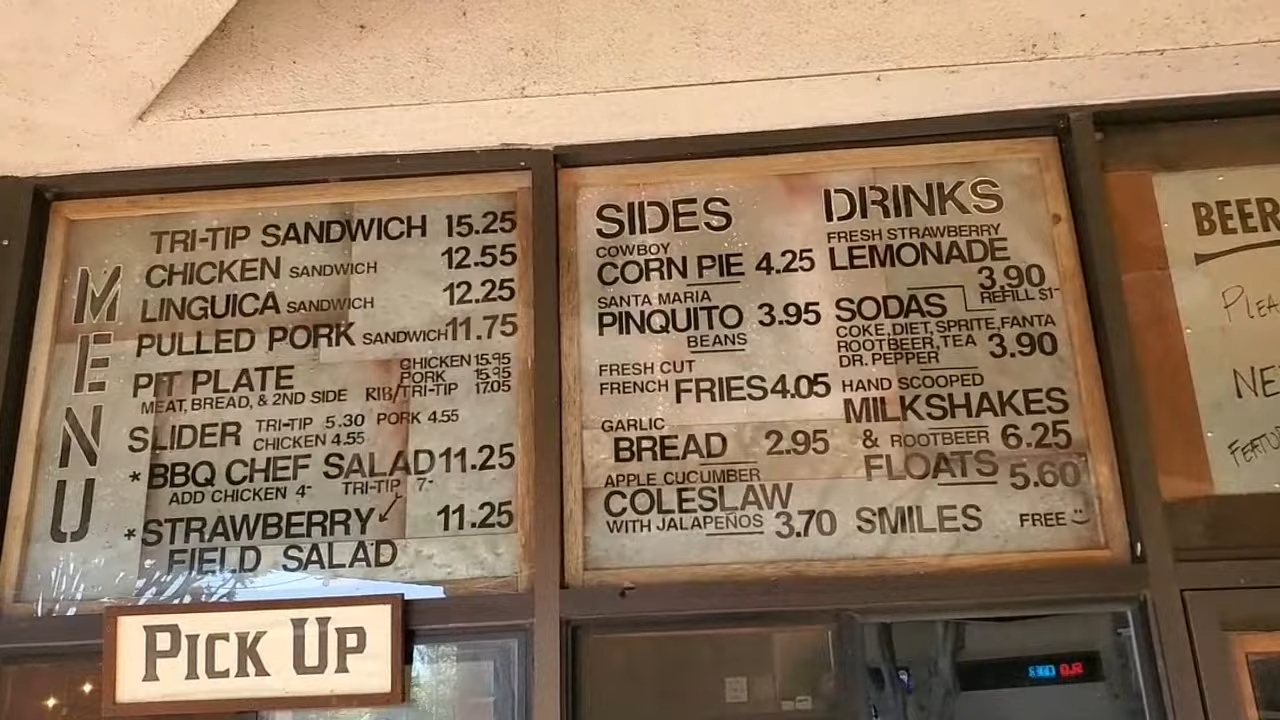 MENU
TRI-TIP SANDWICH 15.25
CHICKEN SANDWICH 12.55
LINGUICA SANDWICH 12.25
PULLED PORK SANDWICH 11.75
PIT PLATE
MEAT, BREAD, & 2ND SIDE
CHICKEN 15.95
PORK 15.95
RIB/TRI-TIP 17.05
SLIDER TRI-TIP 5.30 PORK 4.55
CHICKEN 4.55
*BBQ CHEF SALAD 11.25
ADD CHICKEN 4- TRI-TIP 7-
*STRAWBERRY 11.25
FIELD SALAD
PICK UP
SIDES
COWBOY
CORN PIE 4.25
SANTA MARIA
PINQUITO 3.95
BEANS
FRESH CUT
FRENCH FRIES 4.05
GARLIC
BREAD 2.95
APPLE CUCUMBER
COLESLAW
WITH JALAPEÑOS 3.70
DRINKS
FRESH STRAWBERRY
LEMONADE
3.90
REFILL $1-
SODAS
COKE, DIET, SPRITE, FANTA
ROOTBEER, TEA
DR. PEPPER 3.90
HAND SCOOPED
MILKSHAKES
& ROOTBEER 6.25
FLOATS 5.60
SMILES FREE
BEER